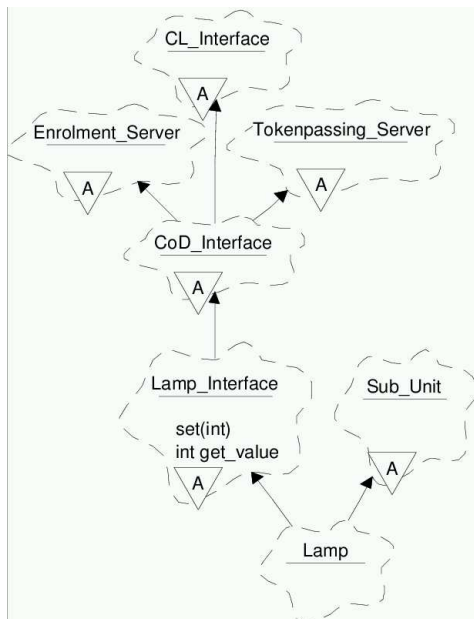 CL_Interface
A
Enrolment_Server
Tokenpassing_Server
A
A
CoD_Interface
A
Lamp_Interface
Sub_Unit
set(int)
int get_value
A
A
Lamp